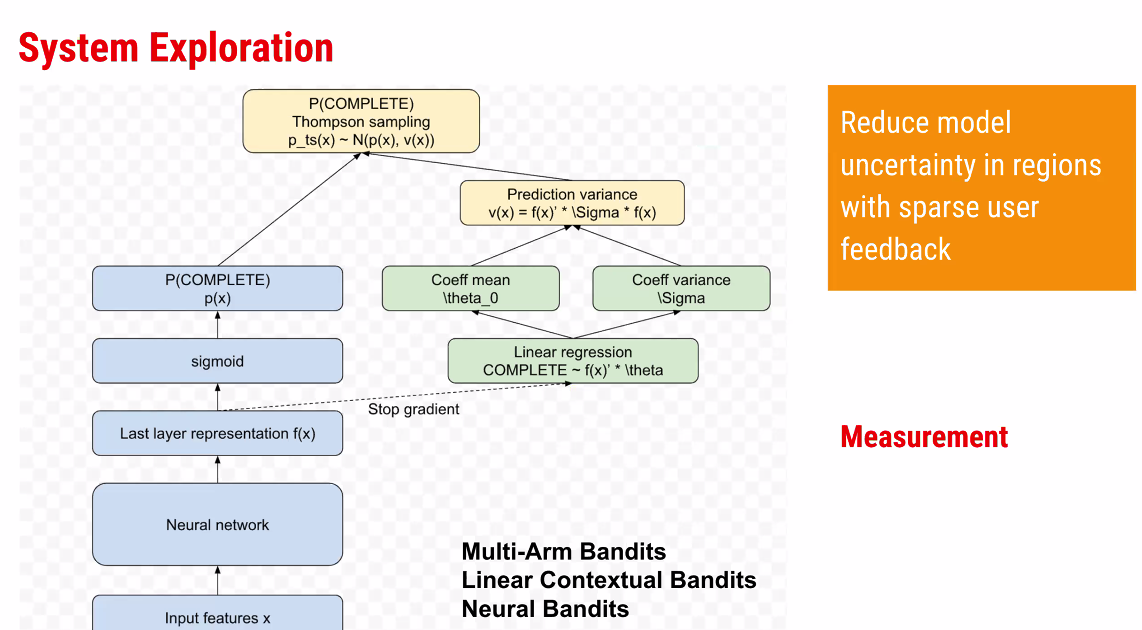 System Exploration
P(COMPLETE)
Thompson sampling
p_ts(x) ~ N(p(x), v(x))
Reduce model
uncertainty in regions
with sparse user
feedback
Prediction variance
v(x) = f(x)’ * \Sigma * f(x)
P(COMPLETE)
p(x)
Coeff mean
\theta_0
Coeff variance
\Sigma
sigmoid
Linear regression
COMPLETE ~ f(x)’ * \theta
Stop gradient
Last layer representation f(x)
Measurement
Neural network
Multi-Arm Bandits
Linear Contextual Bandits
Neural Bandits
Input features x